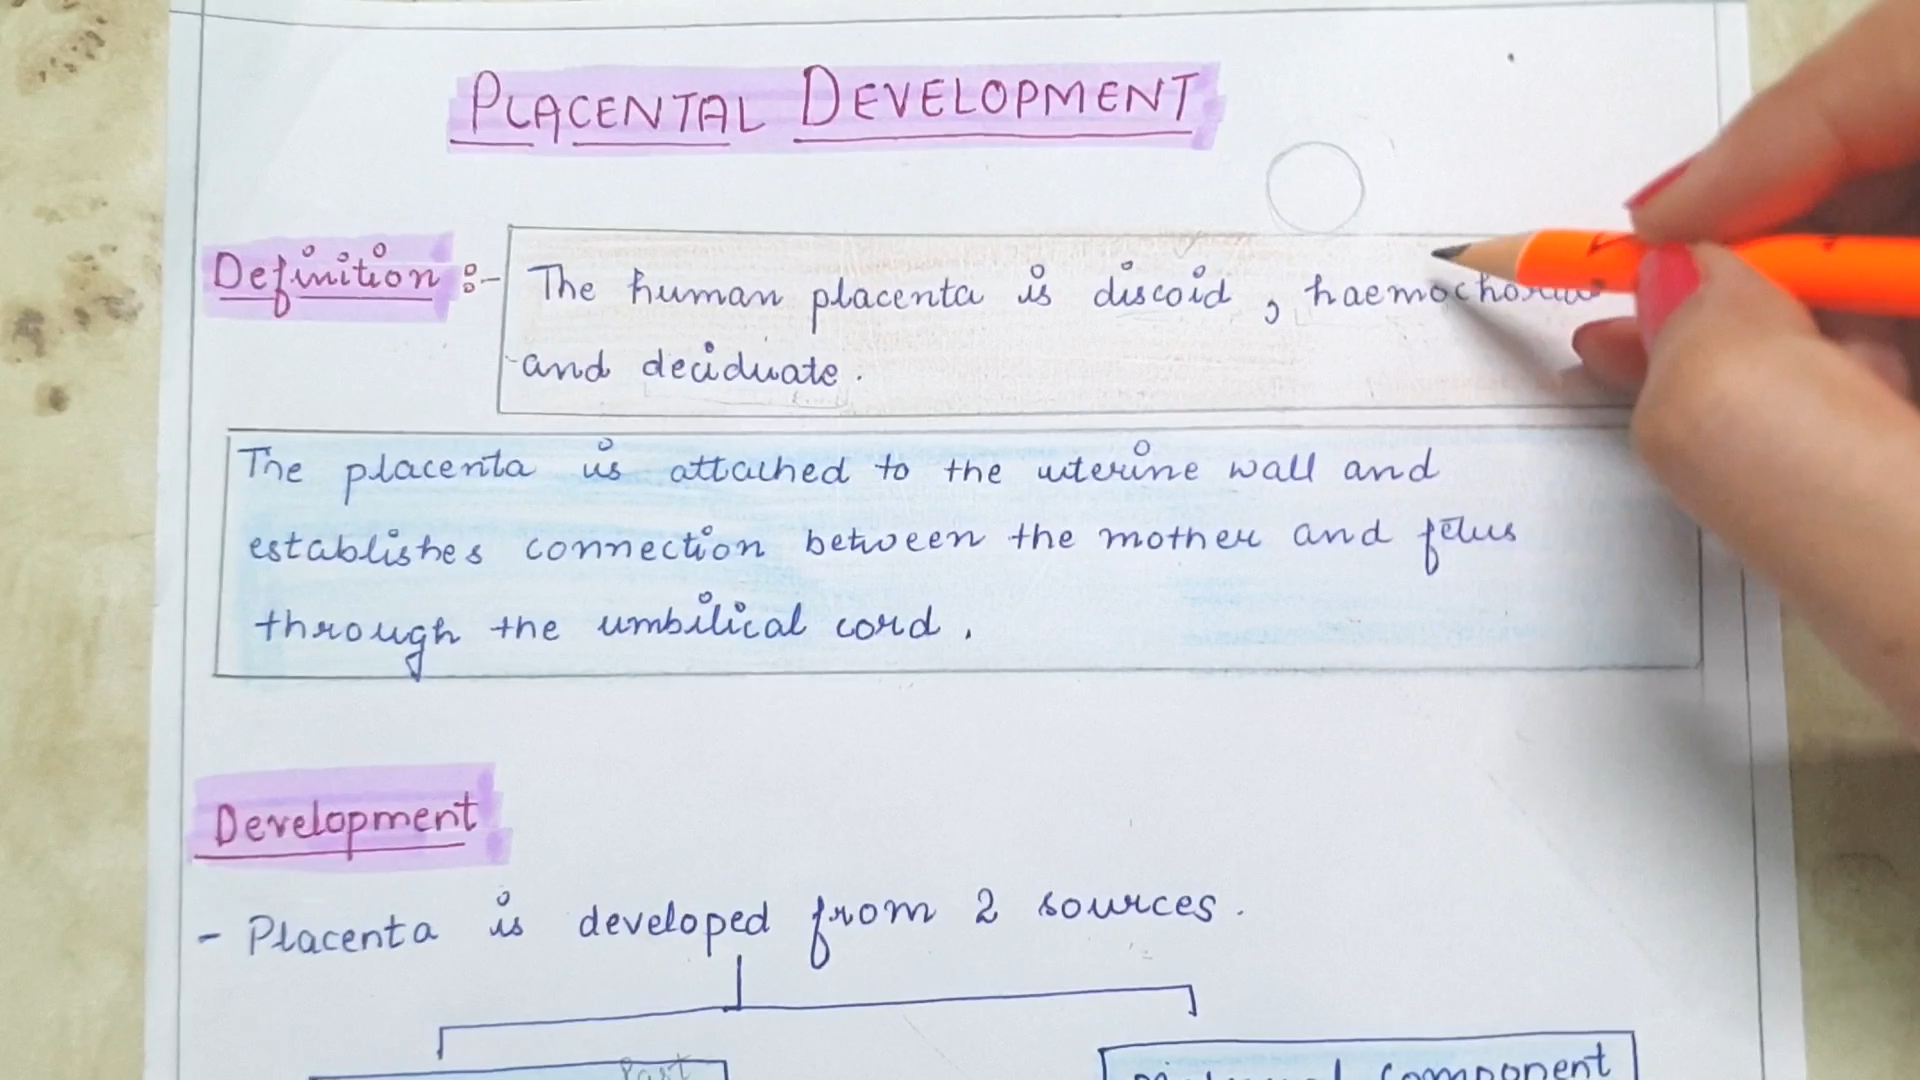 PLACENTAL DEVELOPMENT
Definition :- The human placenta is discoid, haemochorial
and deciduate.
The placenta is attached to the uterine wall and
establishes connection between the mother and fetus
through the umbilical cord.
Development
- Placenta is developed from 2 sources.
Part
component